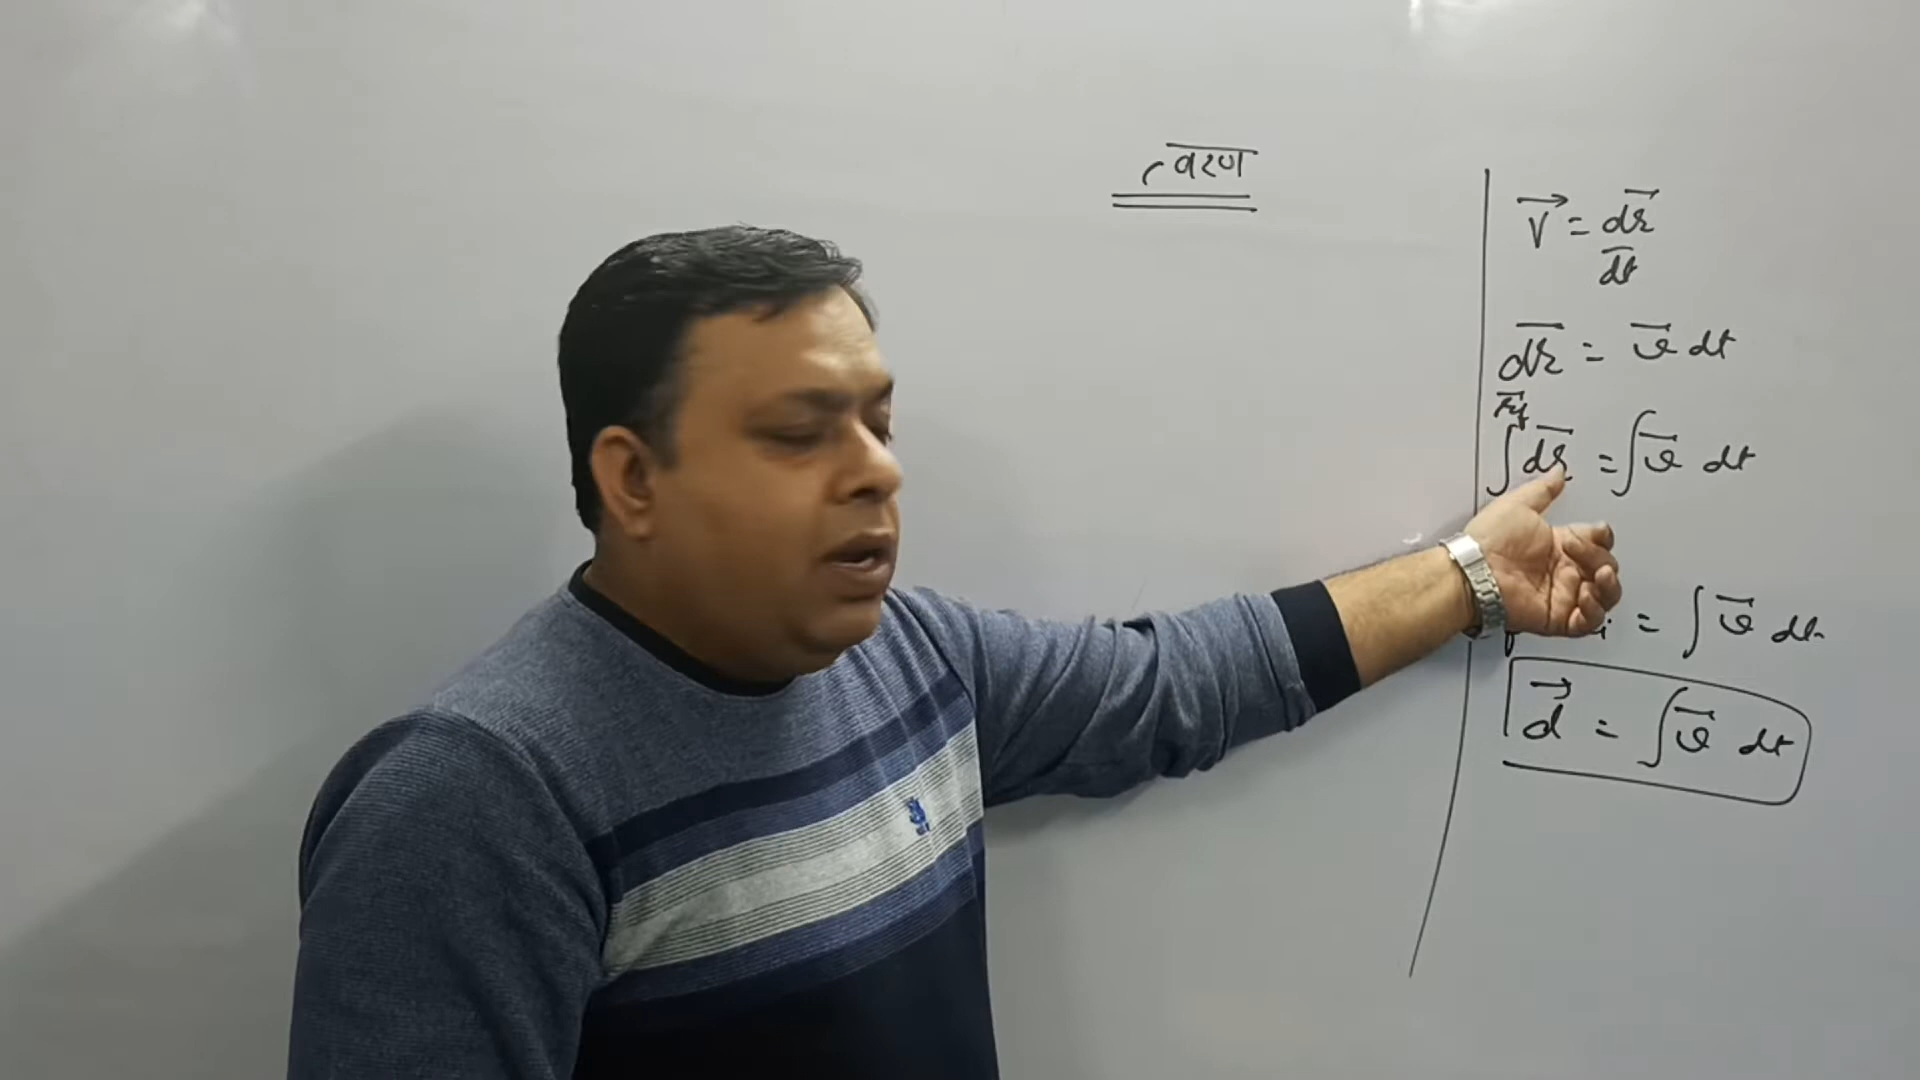 त्वरण
v⃗ = dr⃗/dt
dr⃗ = v⃗ dt
∫ dr⃗ = ∫ v⃗ dt
= ∫ v⃗ dt
d⃗ = ∫ v⃗ dt